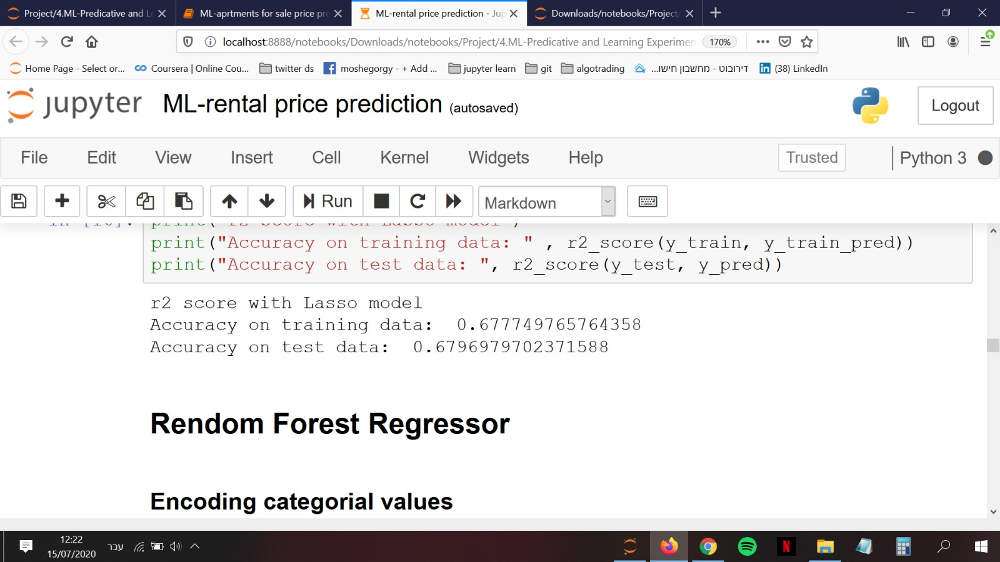 Project/4.ML-Predicative and Le
ML-aprtments for sale price pre
ML-rental price prediction - Jup
Downloads/notebooks/Project/
localhost:8888/notebooks/Downloads/notebooks/Project/4.ML-Predicative and Learning Experimen
170%
Home Page - Select or...
Coursera | Online Cou...
twitter ds
moshegorgy - + Add ...
jupyter learn
git
algotrading
דירובוט - מחשבון חישו...
(38) LinkedIn
jupyter
ML-rental price prediction (autosaved)
Logout
File Edit View Insert Cell Kernel Widgets Help
Trusted
Python 3
Run
Markdown
print("Accuracy on training data: " , r2_score(y_train, y_train_pred))
print("Accuracy on test data: ", r2_score(y_test, y_pred))
r2 score with Lasso model
Accuracy on training data:  0.677749765764358
Accuracy on test data:  0.6796979702371588
Rendom Forest Regressor
Encoding categorial values
12:22
15/07/2020
עבר